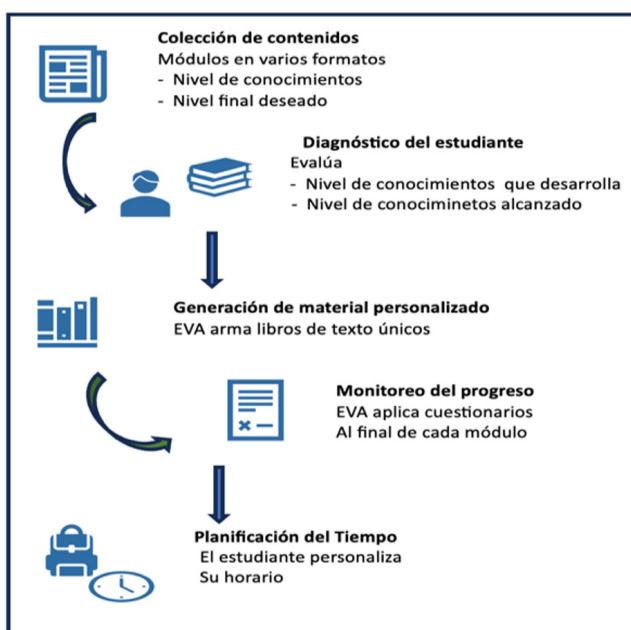 Colección de contenidos
Módulos en varios formatos
- Nivel de conocimientos
- Nivel final deseado
Diagnóstico del estudiante
Evalúa
- Nivel de conocimientos que desarrolla
- Nivel de conociminetos alcanzado
Generación de material personalizado
EVA arma libros de texto únicos
Monitoreo del progreso
EVA aplica cuestionarios
Al final de cada módulo
Planificación del Tiempo
El estudiante personaliza
Su horario